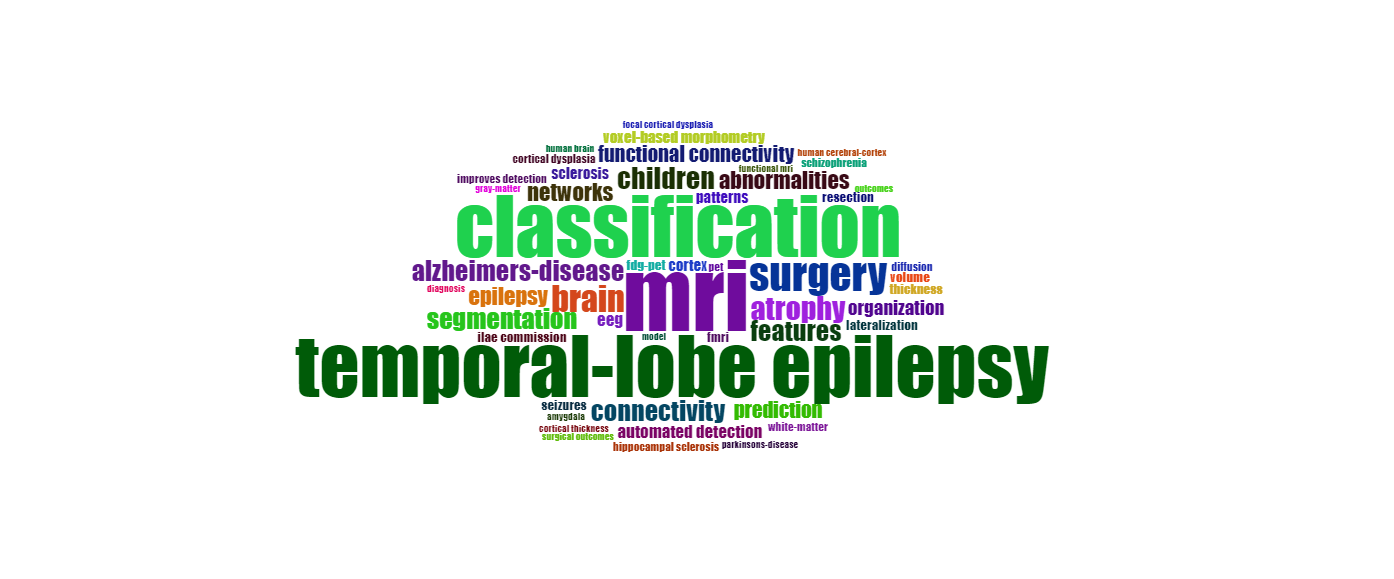 focal cortical dysplasia
voxel-based morphometry
human brain
functional connectivity
human cerebral-cortex
cortical dysplasia
schizophrenia
functional mri
improves detection
sclerosis
children
abnormalities
gray-matter
networks
patterns
outcomes
resection
classification
alzheimers-disease
fdg-pet
cortex
pet
mri
surgery
diffusion
volume
diagnosis
epilepsy
brain
thickness
atrophy
organization
segmentation
eeg
features
lateralization
ilae commission
model
fmri
temporal-lobe epilepsy
seizures
connectivity
prediction
amygdala
cortical thickness
automated detection
white-matter
surgical outcomes
hippocampal sclerosis
parkinsons-disease